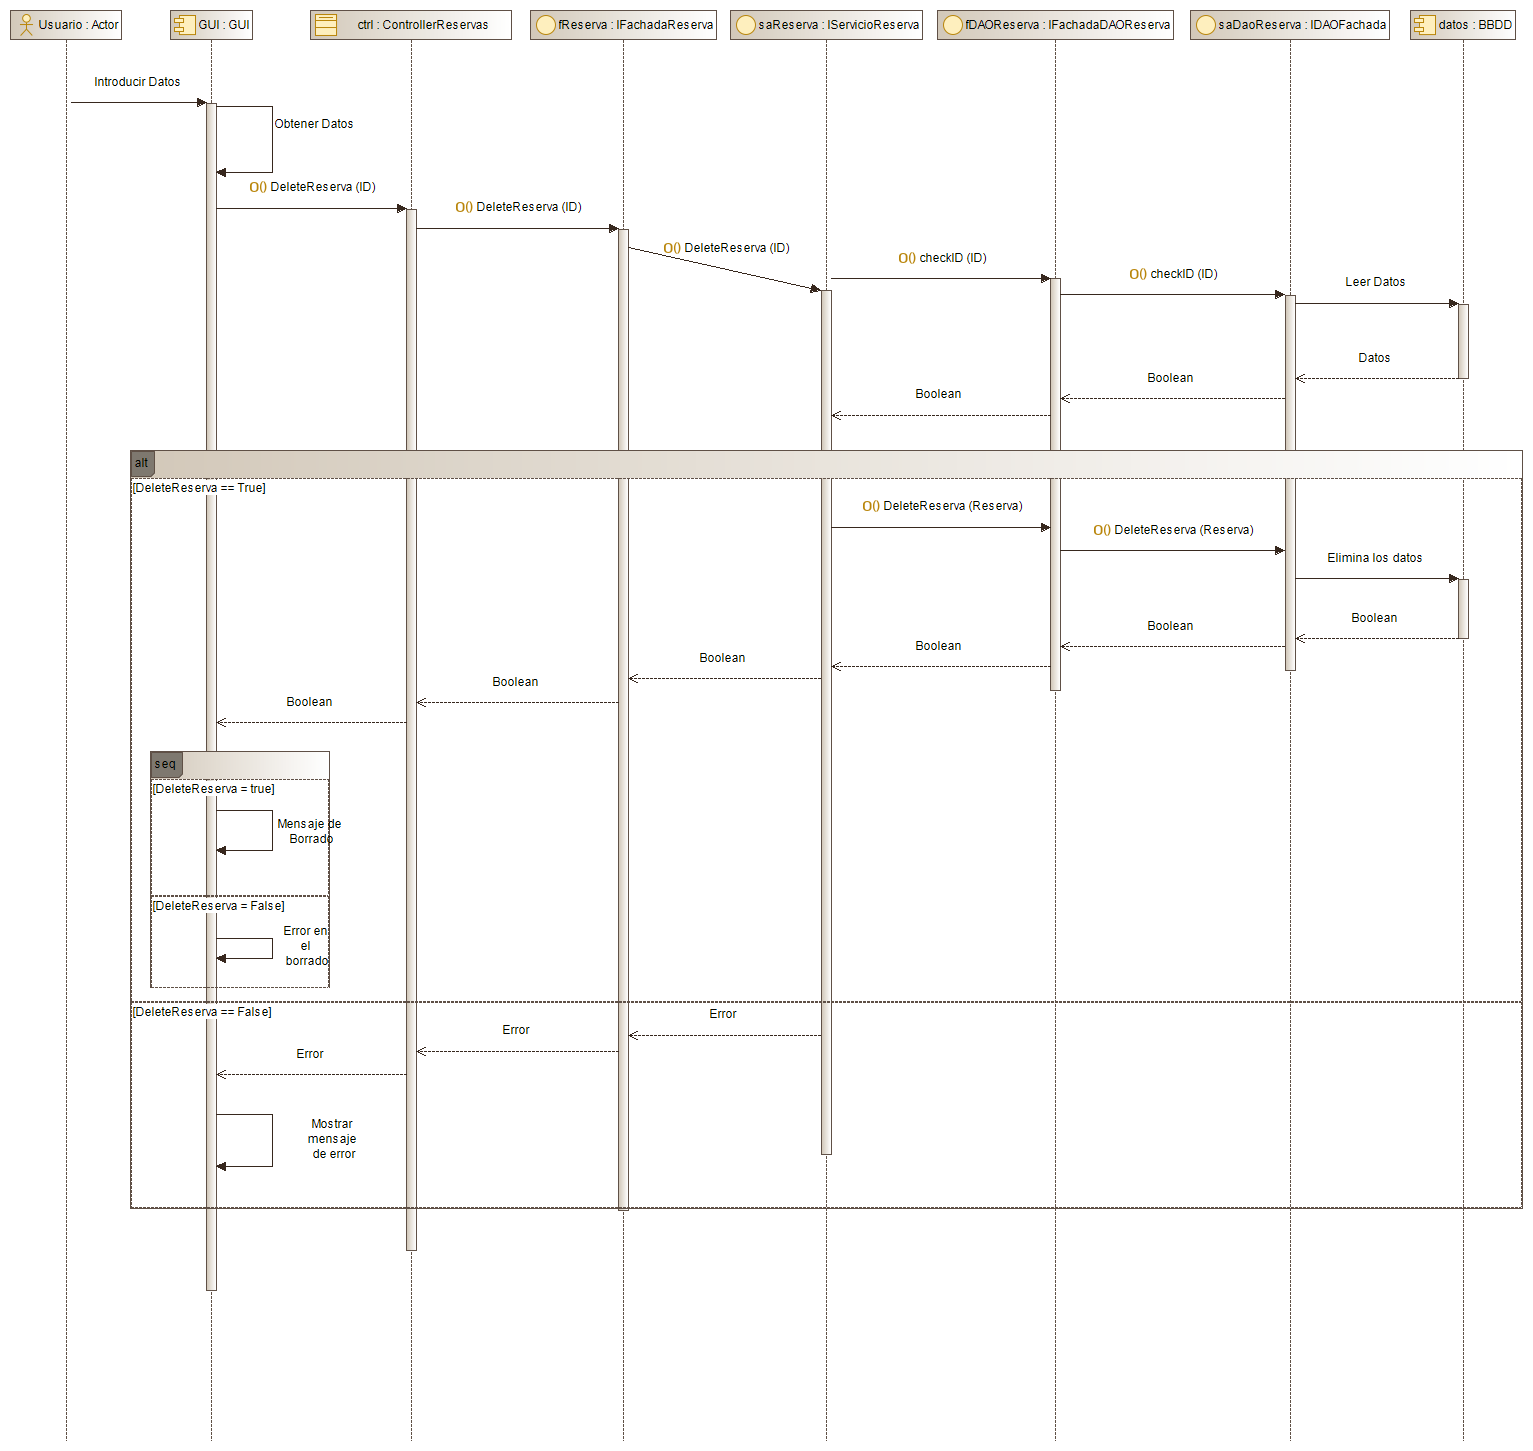 Usuario : Actor
GUI : GUI
ctrl : ControllerReservas
fReserva : IFachadaReserva
saReserva : IServicioReserva
fDAOReserva : IFachadaDAOReserva
saDaoReserva : IDAOFachada
datos : BBDD
Introducir Datos
Obtener Datos
O() DeleteReserva (ID)
O() DeleteReserva (ID)
O() DeleteReserva (ID)
O() checkID (ID)
O() checkID (ID)
Leer Datos
Datos
Boolean
Boolean
alt
[DeleteReserva == True]
O() DeleteReserva (Reserva)
O() DeleteReserva (Reserva)
Elimina los datos
Boolean
Boolean
Boolean
Boolean
Boolean
Boolean
seq
[DeleteReserva = true]
Mensaje de
Borrado
[DeleteReserva = False]
Error en
el
borrado
[DeleteReserva == False]
Error
Error
Error
Mostrar
mensaje
de error